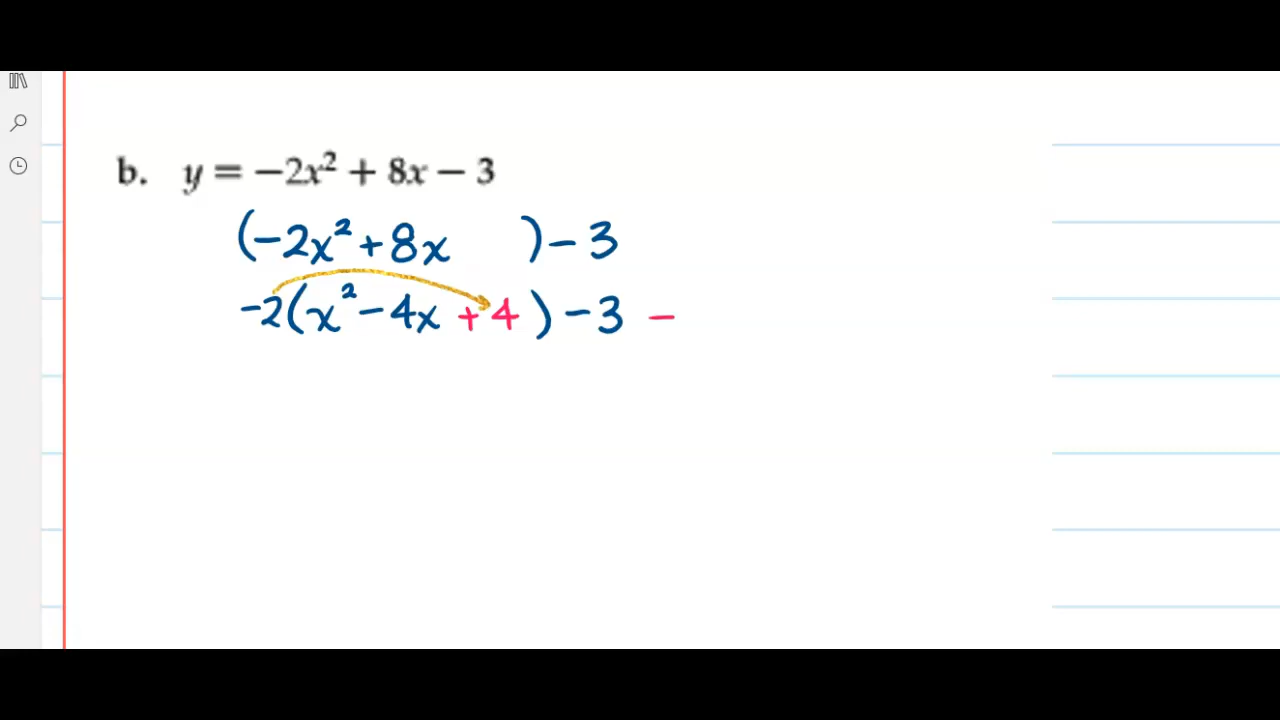 b. y = −2x² + 8x − 3
(−2x² + 8x ) − 3
−2(x² − 4x + 4 ) − 3 −